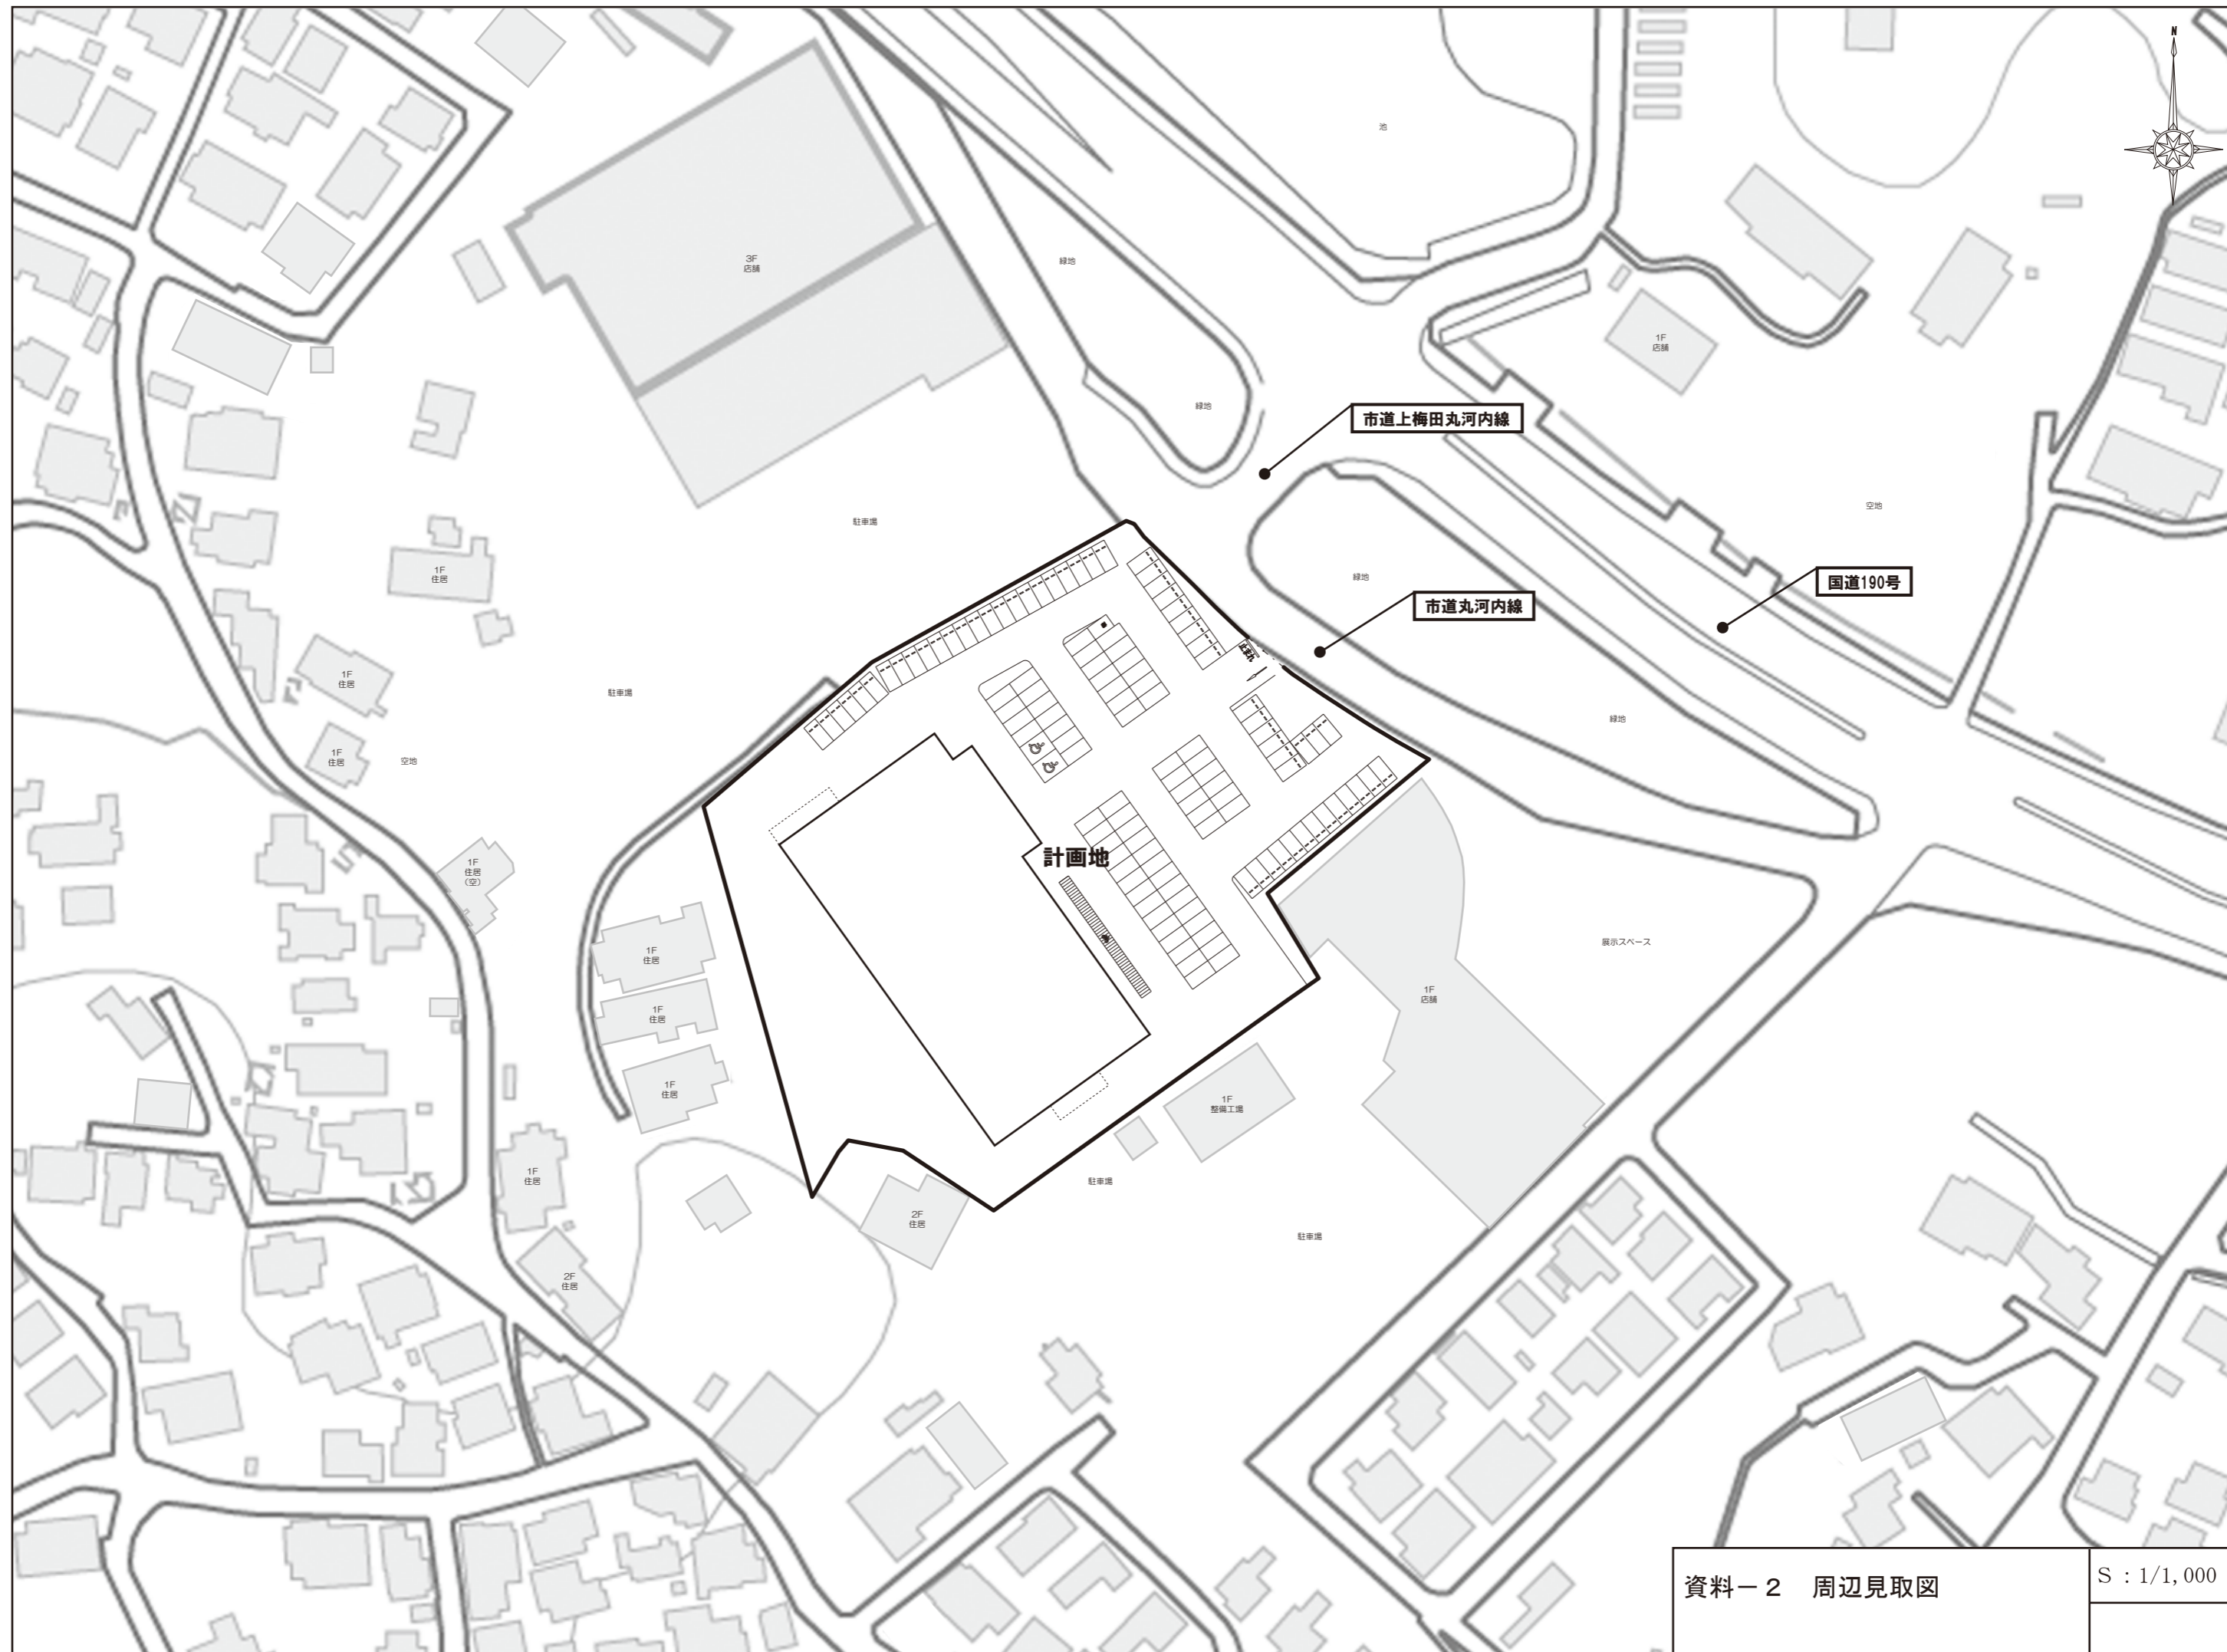 N
池
3F
店舗
緑地
1F
店舗
緑地
市道上梅田丸河内線
空地
駐車場
1F
住居
緑地
国道190号
市道丸河内線
止まれ
1F
住居
駐車場
緑地
1F
住居
空地
計画地
1F
住居
(空)
1F
住居
展示スペース
1F
店舗
1F
住居
1F
住居
1F
整備工場
1F
住居
駐車場
2F
住居
駐車場
2F
住居
資料-2 周辺見取図
S : 1/1,000